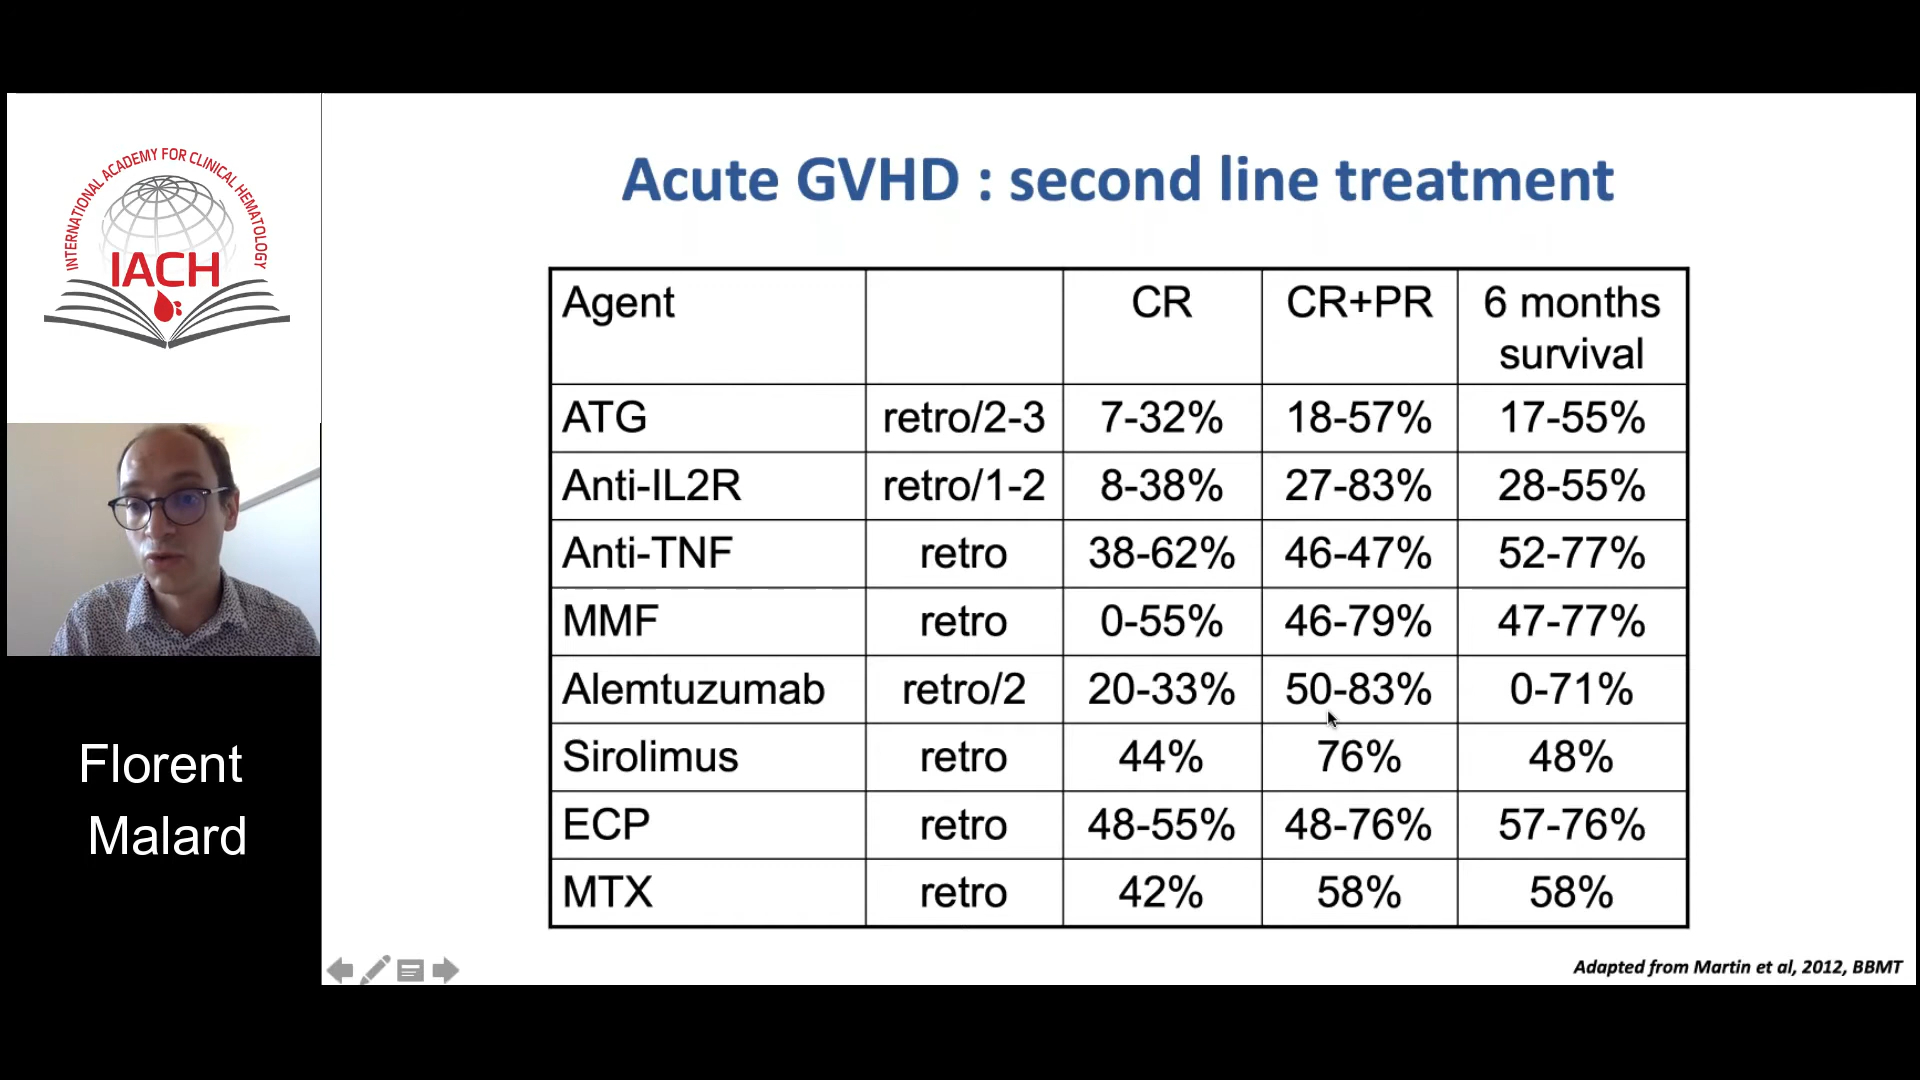 INTERNATIONAL ACADEMY FOR CLINICAL HEMATOLOGY
IACH
Florent
Malard
Acute GVHD : second line treatment
Agent CR CR+PR 6 months
survival
ATG retro/2-3 7-32% 18-57% 17-55%
Anti-IL2R retro/1-2 8-38% 27-83% 28-55%
Anti-TNF retro 38-62% 46-47% 52-77%
MMF retro 0-55% 46-79% 47-77%
Alemtuzumab retro/2 20-33% 50-83% 0-71%
Sirolimus retro 44% 76% 48%
ECP retro 48-55% 48-76% 57-76%
MTX retro 42% 58% 58%
Adapted from Martin et al, 2012, BBMT